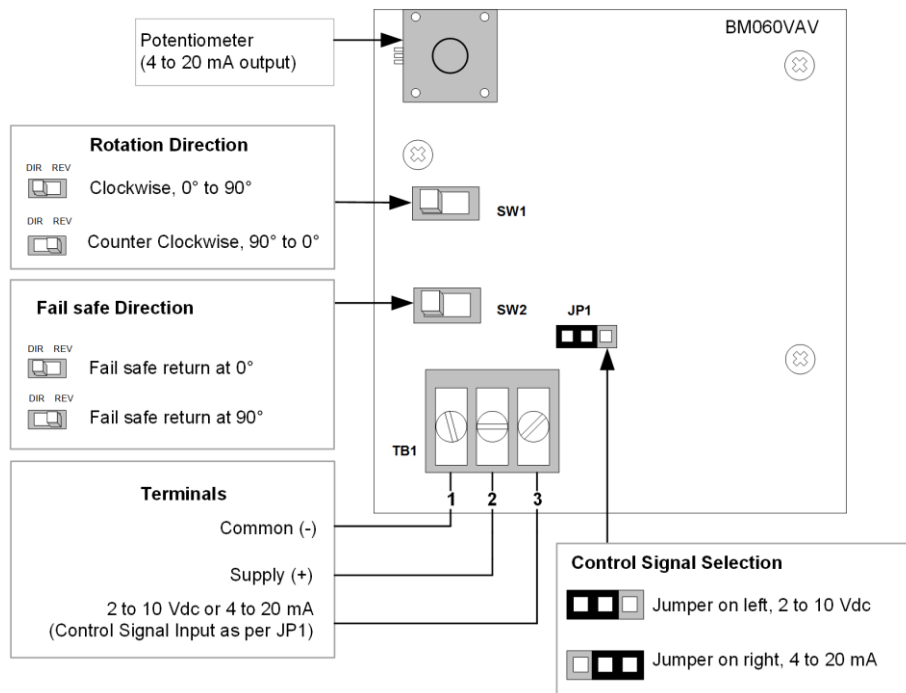 Potentiometer
(4 to 20 mA output)
BM060VAV
Rotation Direction
DIR REV
Clockwise, 0° to 90°
DIR REV
Counter Clockwise, 90° to 0°
SW1
Fail safe Direction
DIR REV
Fail safe return at 0°
DIR REV
Fail safe return at 90°
SW2
JP1
TB1
1 2 3
Terminals
Common (-)
Supply (+)
2 to 10 Vdc or 4 to 20 mA
(Control Signal Input as per JP1)
Control Signal Selection
Jumper on left, 2 to 10 Vdc
Jumper on right, 4 to 20 mA